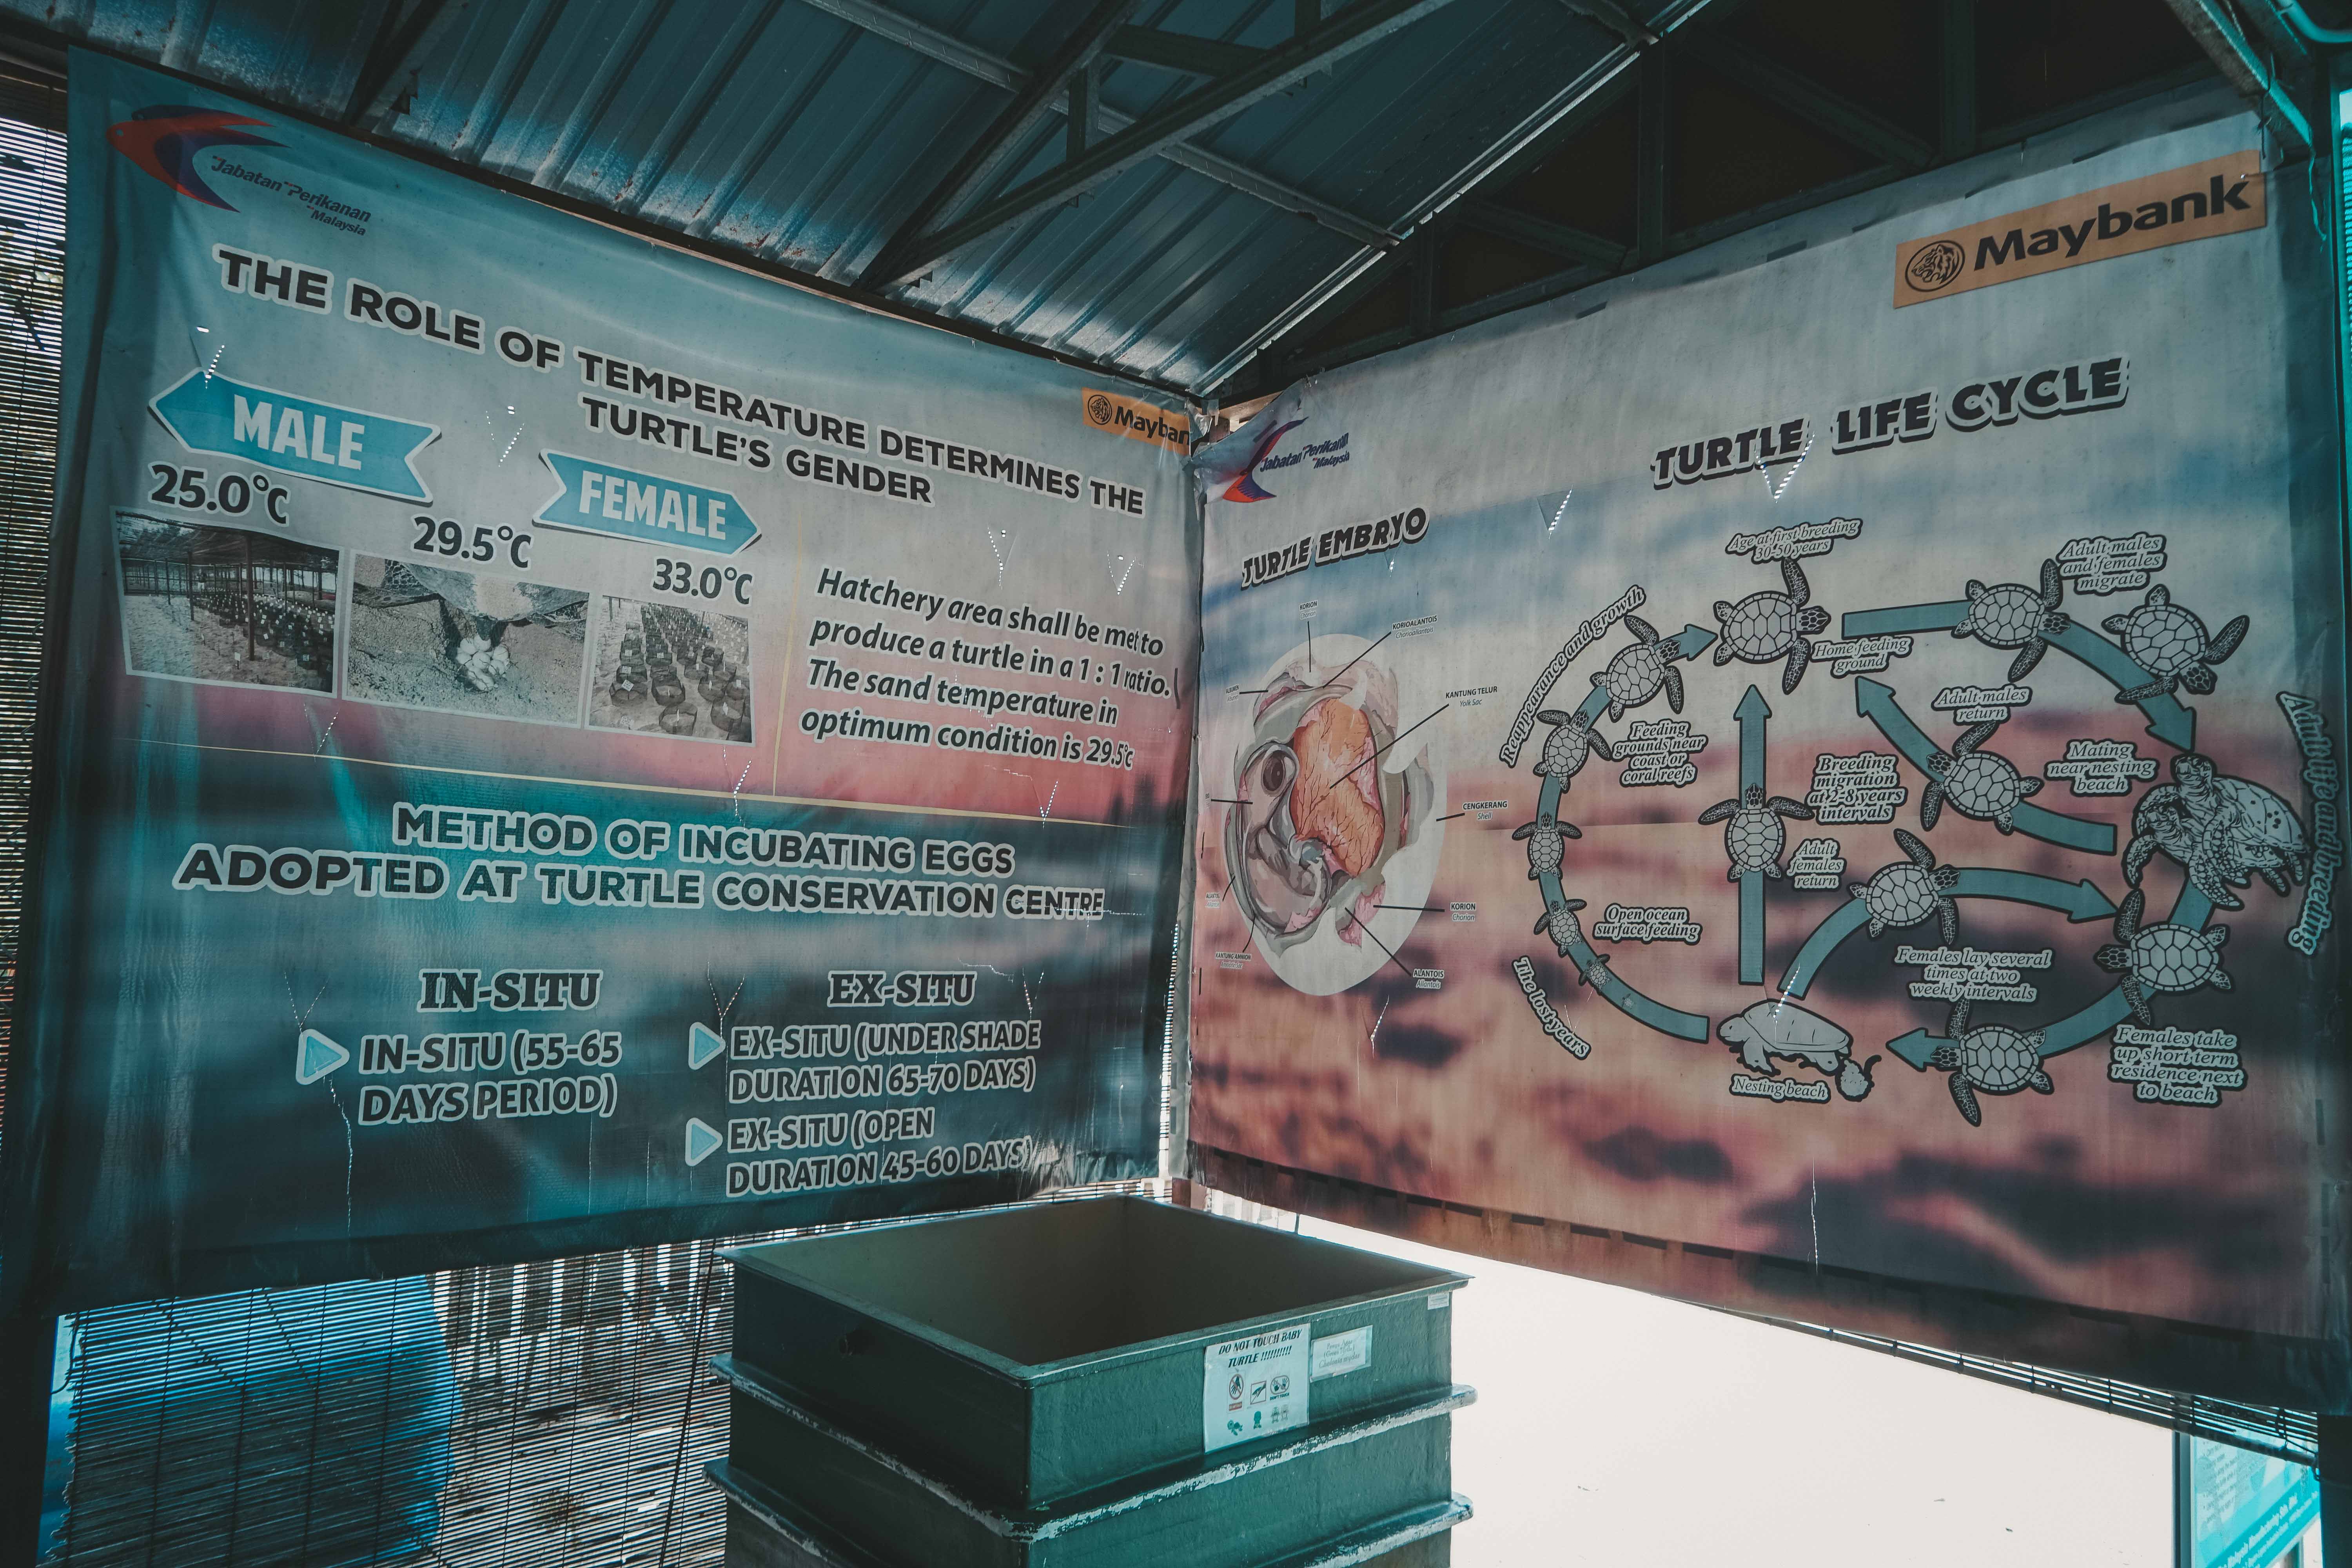 Jabatan Perikanan
Malaysia
THE ROLE OF TEMPERATURE DETERMINES THE
TURTLE'S GENDER
Mayban
MALE
FEMALE
25.0°C
29.5°C
33.0°C
Hatchery area shall be met to
produce a turtle in a 1 : 1 ratio.
The sand temperature in
optimum condition is 29.5°c
METHOD OF INCUBATING EGGS
ADOPTED AT TURTLE CONSERVATION CENTRE
IN-SITU
IN-SITU (55-65
DAYS PERIOD)
EX-SITU
EX-SITU (UNDER SHADE
DURATION 65-70 DAYS)
EX-SITU (OPEN
DURATION 45-60 DAYS)
Jabatan Perikanan
Malaysia
Maybank
TURTLE LIFE CYCLE
TURTLE EMBRYO
KORION
Chorion
KORIOALANTOIS
Chorioallantois
KANTUNG TELUR
Yolk Sac
CENGKERANG
Shell
KORION
Chorion
ALANTOIS
Allantois
KANTUNG AMNION
Age at first breeding
30-50 years
Adult males
and females
migrate
Reappearance and growth
Home feeding
ground
Feeding
grounds near
coast or
coral reefs
Adult males
return
Breeding
migration
at 2-8 years
intervals
Mating
near nesting
beach
Adult life and breeding
Adult
females
return
Open ocean
surface feeding
Females lay several
times at two
weekly intervals
The lost years
Nesting beach
Females take
up short term
residence next
to beach
DO NOT TOUCH BABY
TURTLE !!!!!!!!!!